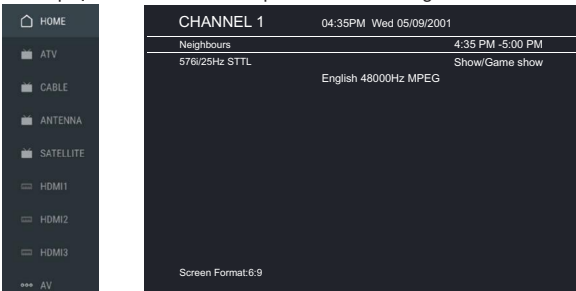 HOME
ATV
CABLE
ANTENNA
SATELLITE
HDMI1
HDMI2
HDMI3
AV
CHANNEL 1 04:35PM Wed 05/09/2001
Neighbours 4:35 PM -5:00 PM
576i/25Hz STTL Show/Game show
English 48000Hz MPEG
Screen Format:6:9